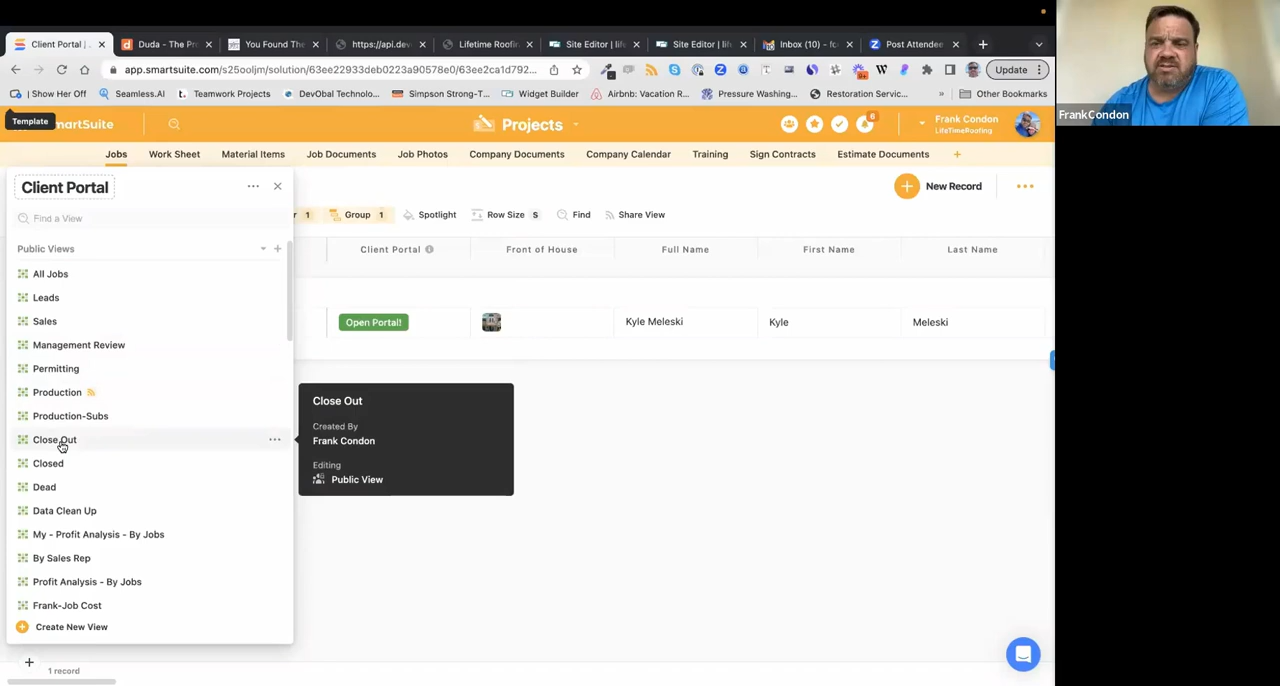 Client Portal | .
Duda - The Pro
You Found The
https://api.dev
Lifetime Roofin
Site Editor | life
Site Editor | life
Inbox (10) - fco
Post Attendee
app.smartsuite.com/s25ooljm/solution/63ee22933deb0223a90578e0/63ee2ca1d792...
Update
| Show Her Off
Seamless.AI
Teamwork Projects
DevObal Technolo...
Simpson Strong-T...
Widget Builder
Airbnb: Vacation R...
Pressure Washing...
Restoration Servic...
»
Other Bookmarks
Template
martSuite
Projects
6
Frank Condon
LifeTimeRoofing
FrankCondon
Jobs
Work Sheet
Material Items
Job Documents
Job Photos
Company Documents
Company Calendar
Training
Sign Contracts
Estimate Documents
Client Portal
New Record
Find a View
r 1
Group 1
Spotlight
Row Size S
Find
Share View
Public Views
Client Portal
Front of House
Full Name
First Name
Last Name
All Jobs
Leads
Sales
Open Portal!
Kyle Meleski
Kyle
Meleski
Management Review
Permitting
Production
Production-Subs
Close Out
Closed
Dead
Data Clean Up
My - Profit Analysis - By Jobs
By Sales Rep
Profit Analysis - By Jobs
Frank-Job Cost
Create New View
Close Out
Created By
Frank Condon
Editing
Public View
1 record